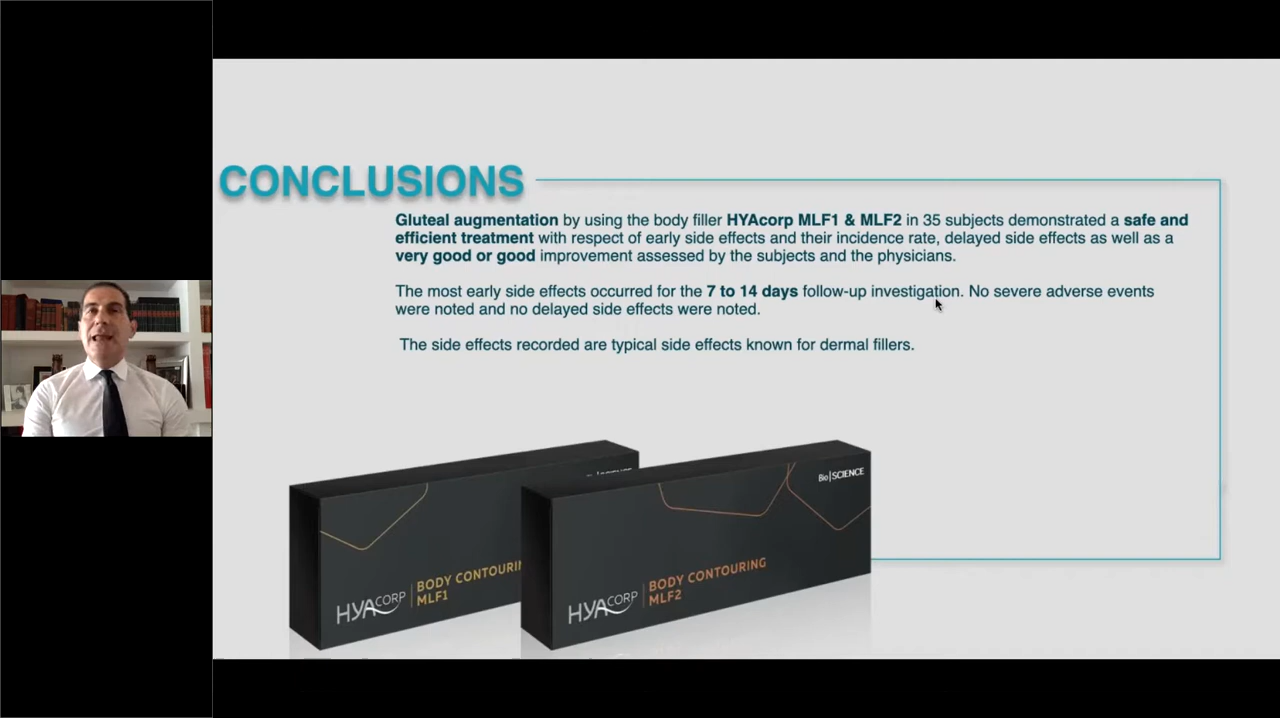 CONCLUSIONS
Gluteal augmentation by using the body filler HYAcorp MLF1 & MLF2 in 35 subjects demonstrated a safe and
efficient treatment with respect of early side effects and their incidence rate, delayed side effects as well as a
very good or good improvement assessed by the subjects and the physicians.
The most early side effects occurred for the 7 to 14 days follow-up investigation. No severe adverse events
were noted and no delayed side effects were noted.
The side effects recorded are typical side effects known for dermal fillers.
HYACORP
BODY CONTOURIN
MLF1
Bio|SCIENCE
HYACORP
BODY CONTOURING
MLF2